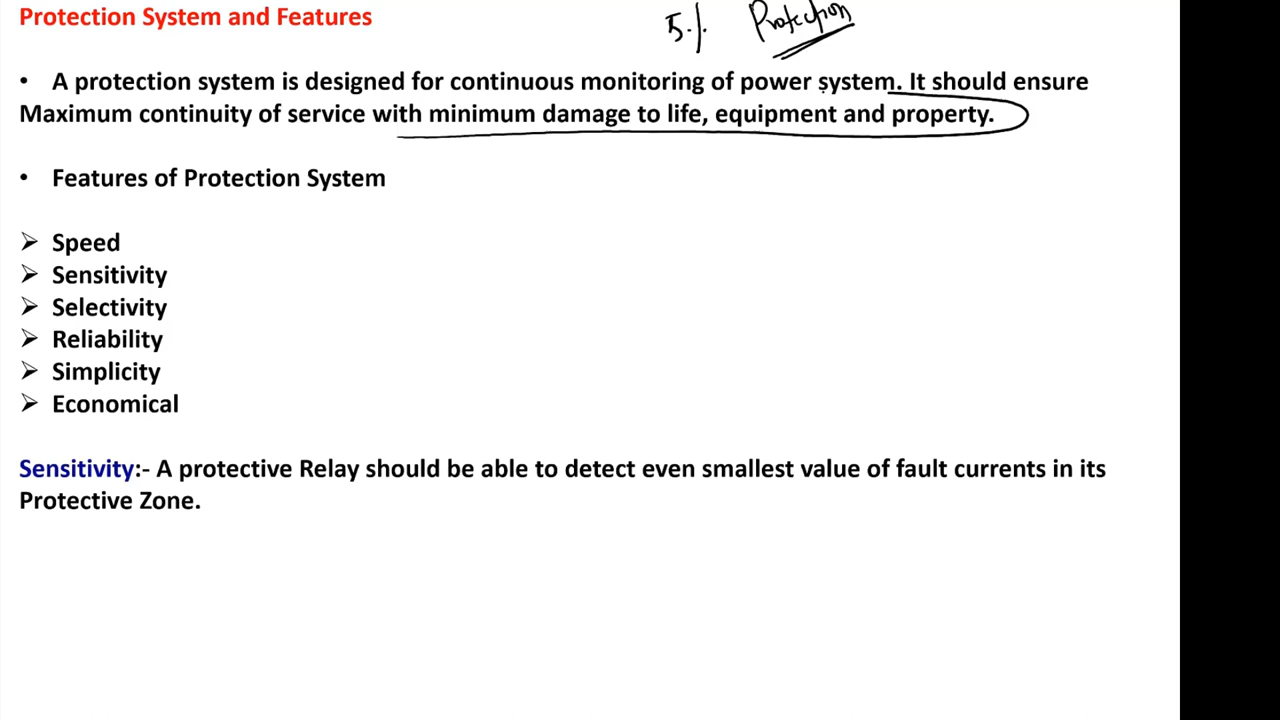 Protection System and Features
5.1. Protection
• A protection system is designed for continuous monitoring of power system. It should ensure
Maximum continuity of service with minimum damage to life, equipment and property.
• Features of Protection System
➢ Speed
➢ Sensitivity
➢ Selectivity
➢ Reliability
➢ Simplicity
➢ Economical
Sensitivity:- A protective Relay should be able to detect even smallest value of fault currents in its
Protective Zone.